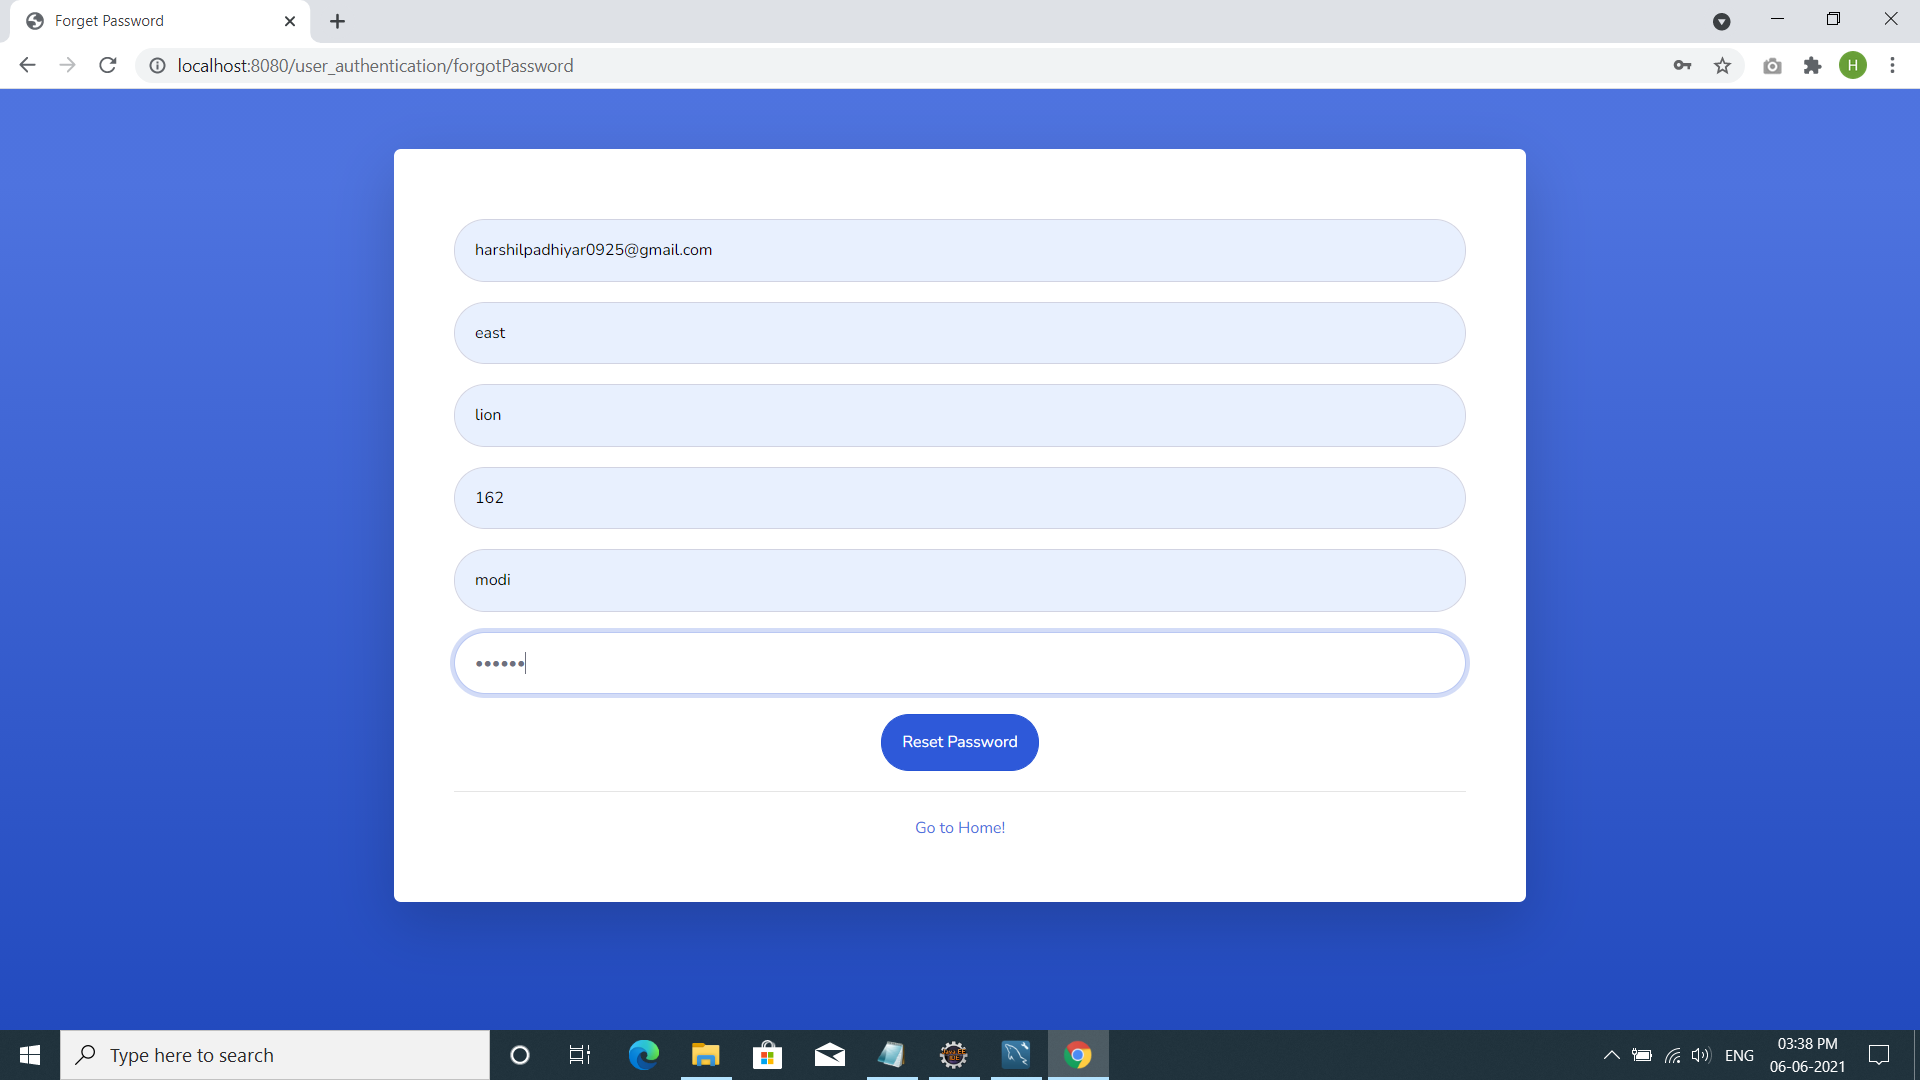 Forget Password
localhost:8080/user_authentication/forgotPassword
H
harshilpadhiyar0925@gmail.com
east
lion
162
modi
••••••
Reset Password
Go to Home!
Type here to search
ENG
03:38 PM
06-06-2021